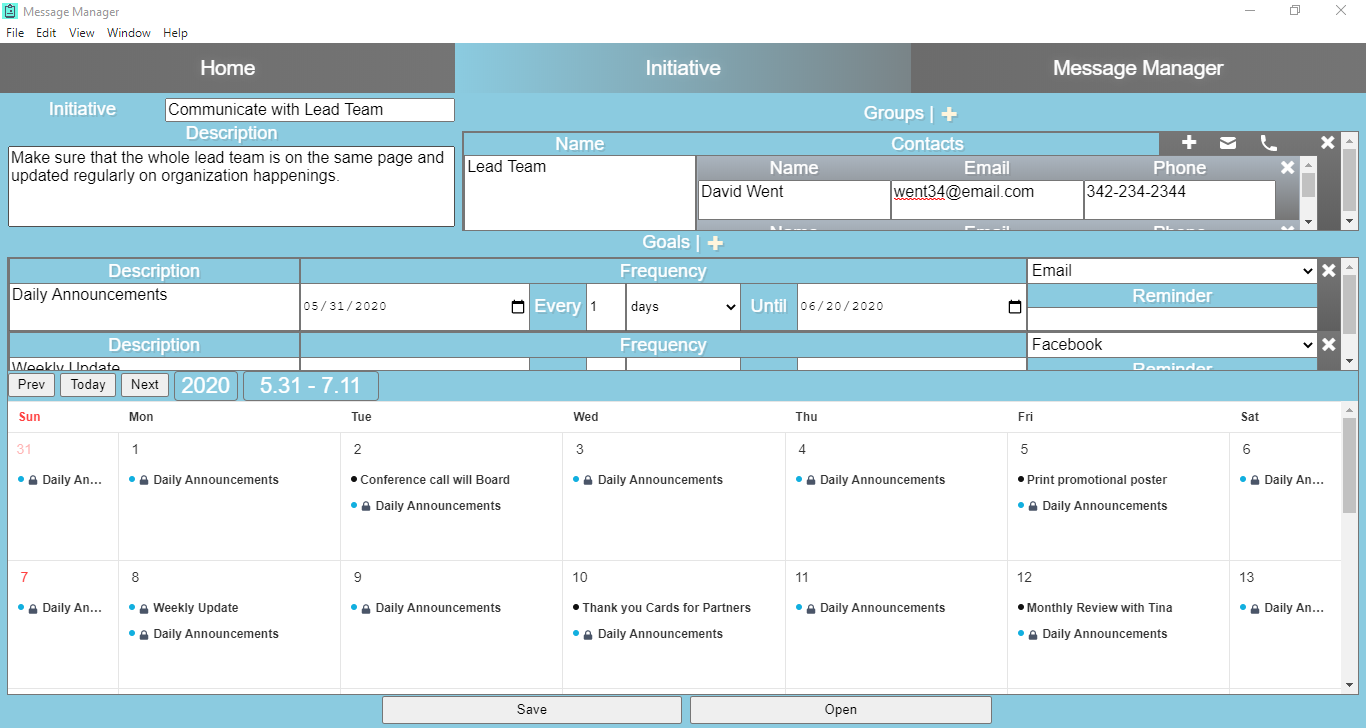 Message Manager
File Edit View Window Help
Home Initiative Message Manager
Initiative Communicate with Lead Team
Description
Make sure that the whole lead team is on the same page and
updated regularly on organization happenings.
Groups |
Name Contacts
Lead Team
Name Email Phone
David Went went34@email.com 342-234-2344
Name Email Phone
Goals |
Description Frequency Email
Daily Announcements 05/31/2020 Every 1 days Until 06/20/2020
Reminder
Description Frequency Facebook
Weekly Update
Reminder
Prev Today Next 2020 5.31 - 7.11
Sun Mon Tue Wed Thu Fri Sat
31 1 2 3 4 5 6
Daily An... Daily Announcements Conference call will Board Daily Announcements Daily Announcements Print promotional poster Daily An...
Daily Announcements Daily Announcements
7 8 9 10 11 12 13
Daily An... Weekly Update Daily Announcements Thank you Cards for Partners Daily Announcements Monthly Review with Tina Daily An...
Daily Announcements Daily Announcements Daily Announcements
Save Open